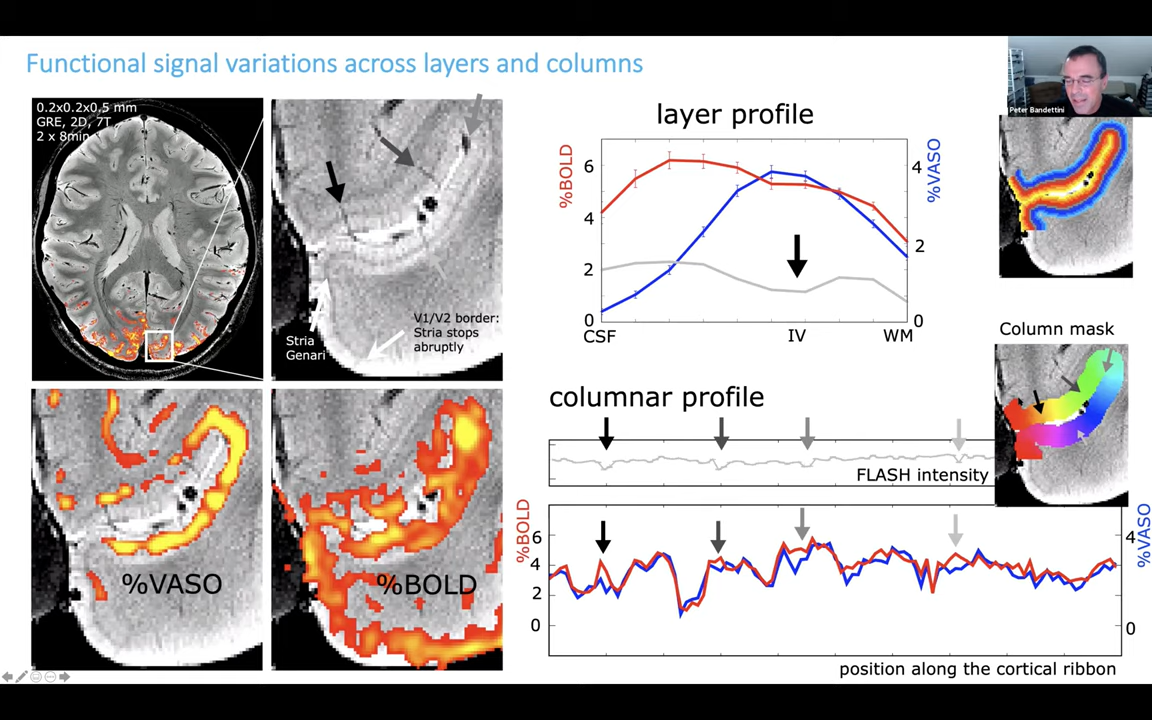 Functional signal variations across layers and columns
Peter Bandettini
0.2x0.2x0.5 mm
GRE, 2D, 7T
2 x 8min
Stria
Genari
V1/V2 border:
Stria stops
abruptly
layer profile
%BOLD
6
4
2
0
%VASO
4
2
0
CSF
IV
WM
Column mask
columnar profile
FLASH intensity
%BOLD
6
4
2
0
%VASO
4
0
position along the cortical ribbon
%VASO
%BOLD